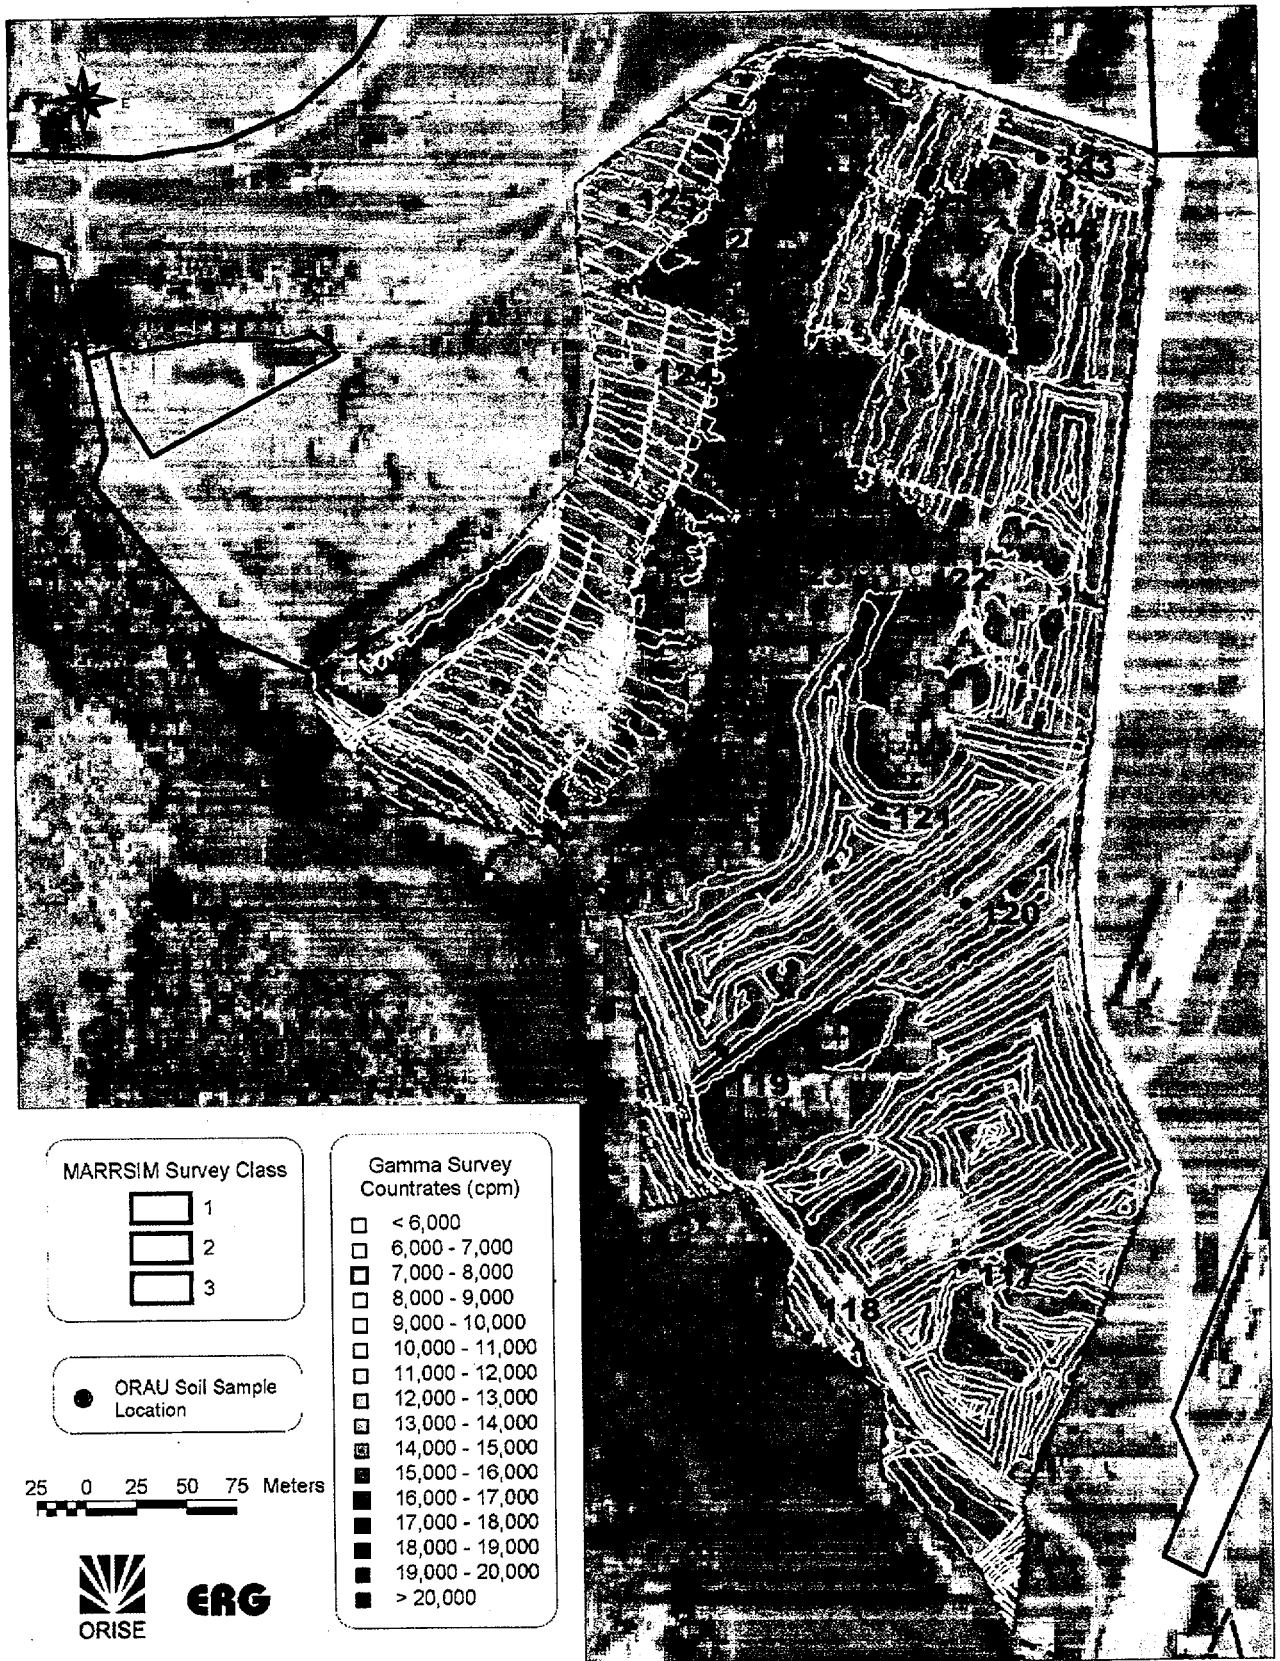 N
E
343
125
344
124
122
121
120
119
117
118
MARRSIM Survey Class
1
2
3
ORAU Soil Sample
Location
25 0 25 50 75 Meters
ORISE
ERG
Gamma Survey
Countrates (cpm)
< 6,000
6,000 - 7,000
7,000 - 8,000
8,000 - 9,000
9,000 - 10,000
10,000 - 11,000
11,000 - 12,000
12,000 - 13,000
13,000 - 14,000
14,000 - 15,000
15,000 - 16,000
16,000 - 17,000
17,000 - 18,000
18,000 - 19,000
19,000 - 20,000
> 20,000